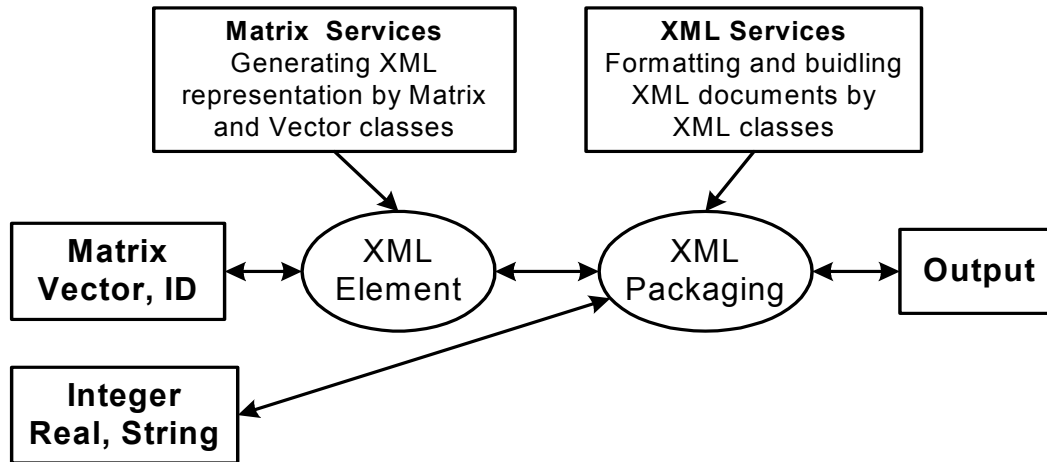 Matrix Services
Generating XML
representation by Matrix
and Vector classes
XML Services
Formatting and buidling
XML documents by
XML classes
Matrix
Vector, ID
XML
Element
XML
Packaging
Output
Integer
Real, String